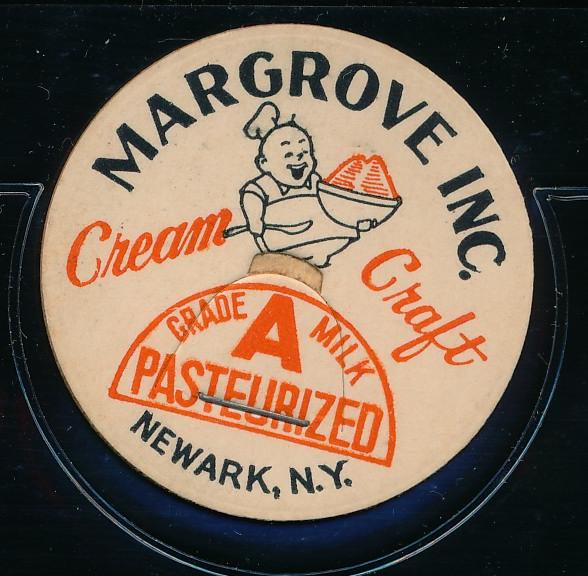 MARGROVE INC.
Cream Craft
GRADE A MILK
PASTEURIZED
NEWARK, N.Y.